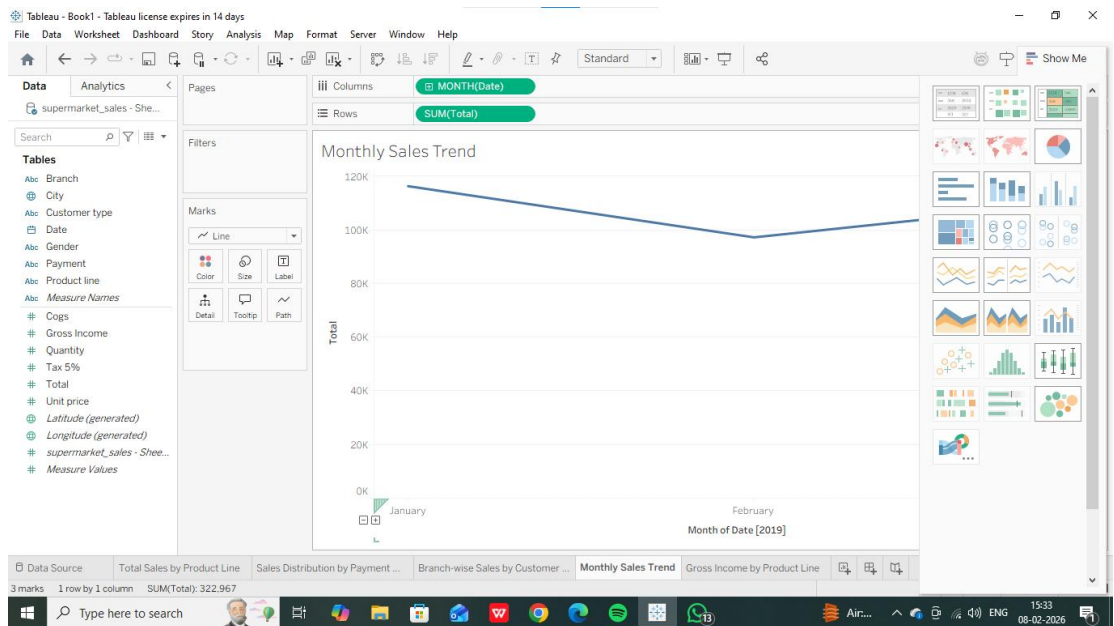 Tableau - Book1 - Tableau license expires in 14 days
File Data Worksheet Dashboard Story Analysis Map Format Server Window Help
Standard
Show Me
Data Analytics
supermarket_sales - She...
Search
Tables
Abc Branch
City
Abc Customer type
Date
Abc Gender
Abc Payment
Abc Product line
Abc Measure Names
# Cogs
# Gross Income
# Quantity
# Tax 5%
# Total
# Unit price
Latitude (generated)
Longitude (generated)
# supermarket_sales - Shee...
# Measure Values
Pages
Filters
Marks
Line
Color Size Label
Detail Tooltip Path
Columns MONTH(Date)
Rows SUM(Total)
Monthly Sales Trend
120K
100K
80K
60K
40K
20K
0K
Total
January February
Month of Date [2019]
Data Source Total Sales by Product Line Sales Distribution by Payment ... Branch-wise Sales by Customer ... Monthly Sales Trend Gross Income by Product Line
3 marks 1 row by 1 column SUM(Total): 322,967
Type here to search
W
13
Air...
ENG
15:33
08-02-2026
1